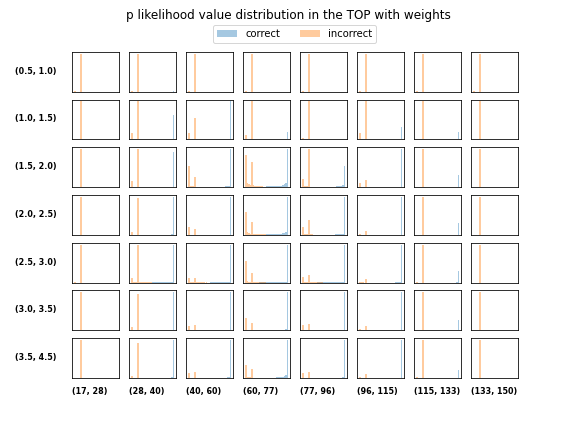 p likelihood value distribution in the TOP with weights
correct incorrect
(0.5, 1.0)
(1.0, 1.5)
(1.5, 2.0)
(2.0, 2.5)
(2.5, 3.0)
(3.0, 3.5)
(3.5, 4.5)
(17, 28) (28, 40) (40, 60) (60, 77) (77, 96) (96, 115) (115, 133) (133, 150)